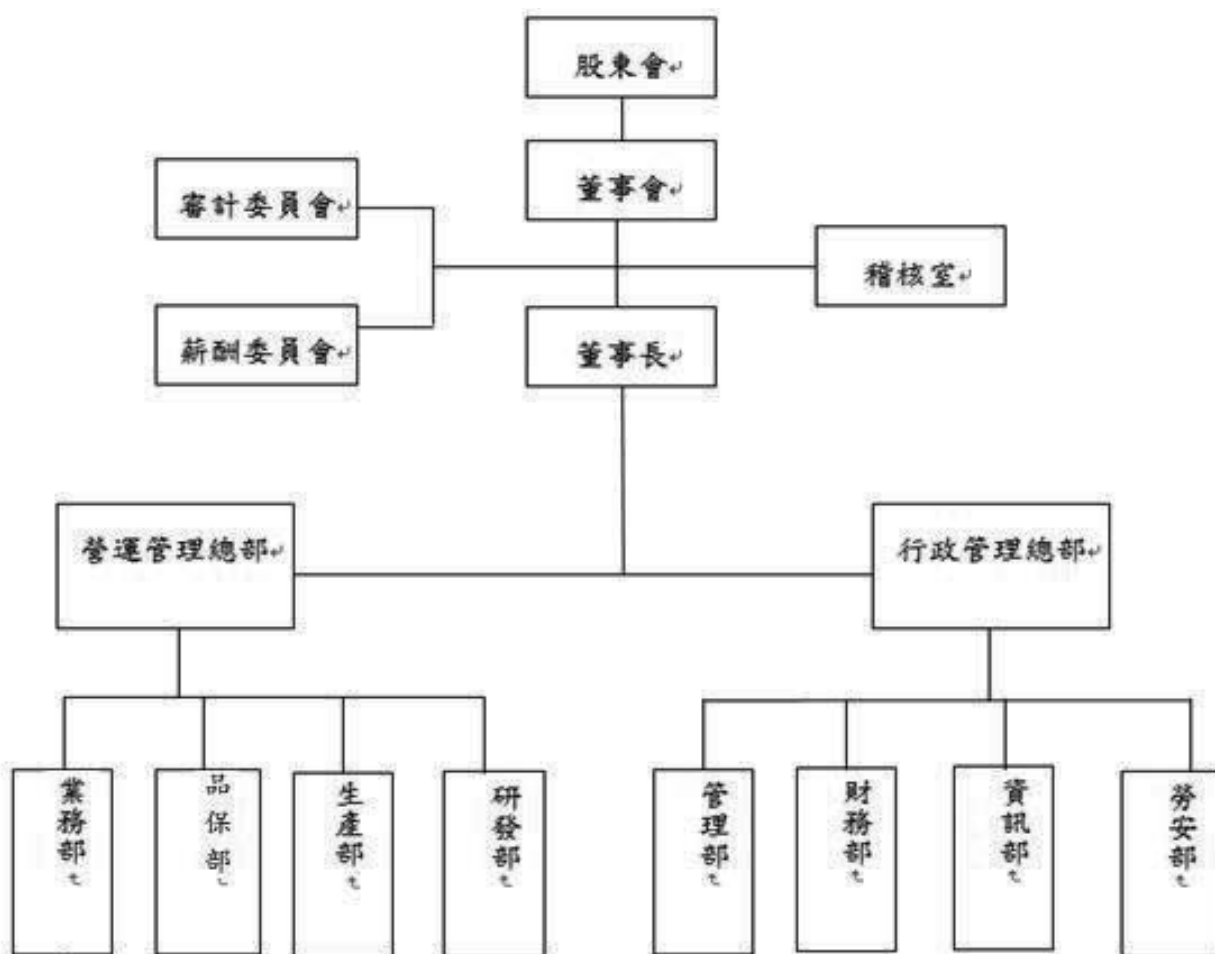 股東會
董事會
審計委員會
稽核室
薪酬委員會
董事長
營運管理總部
行政管理總部
業務部
品保部
生產部
研發部
管理部
財務部
資訊部
勞安部